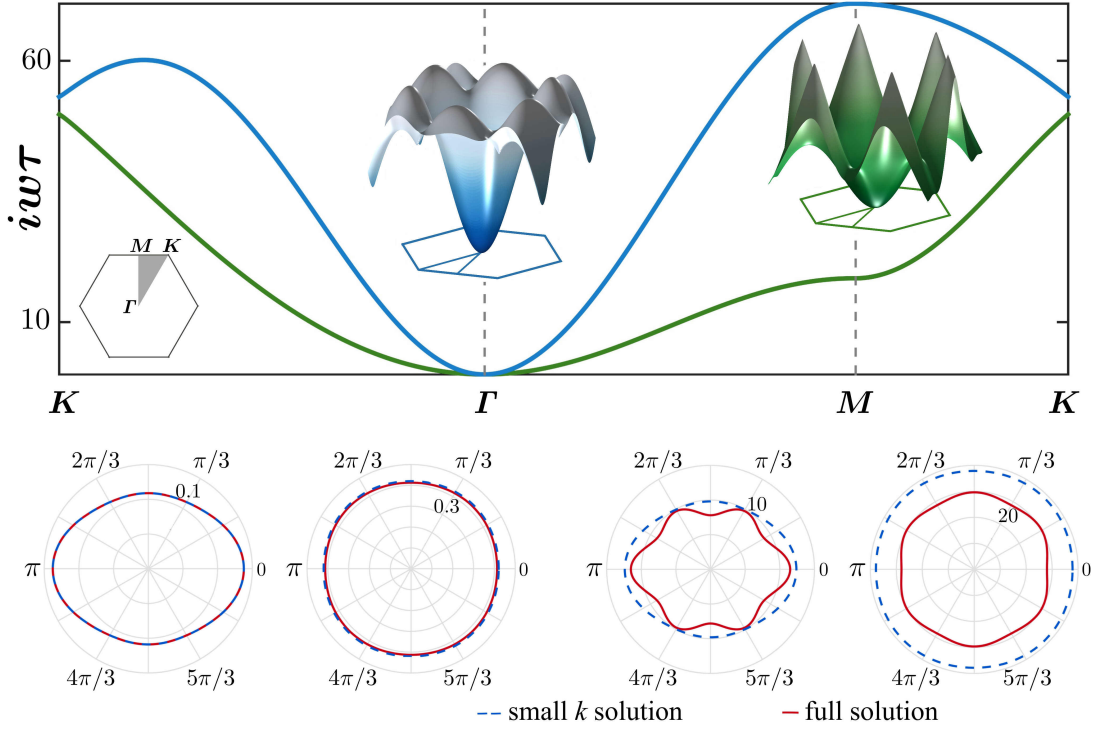 60
iwτ
M K
Γ
10
K Γ M K
2π/3 π/3 2π/3 π/3 2π/3 π/3 2π/3 π/3
0.1 0.3 10 20
π 0 π 0 π 0 π 0
4π/3 5π/3 4π/3 5π/3 4π/3 5π/3 4π/3 5π/3
small k solution full solution